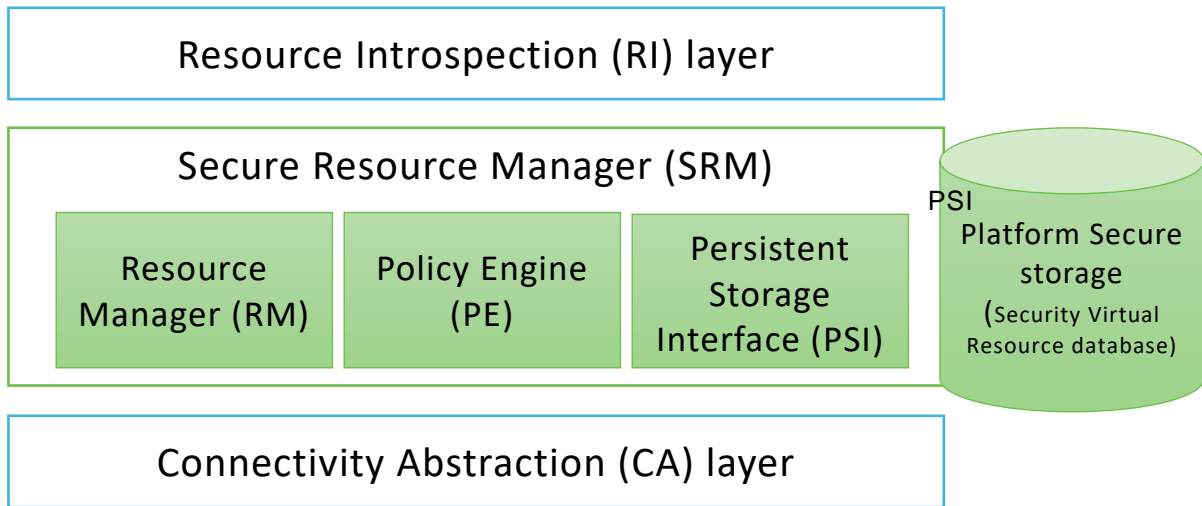 Resource Introspection (RI) layer
Secure Resource Manager (SRM)
Resource
Manager (RM)
Policy Engine
(PE)
Persistent
Storage
Interface (PSI)
PSI
Platform Secure
storage
(Security Virtual
Resource database)
Connectivity Abstraction (CA) layer